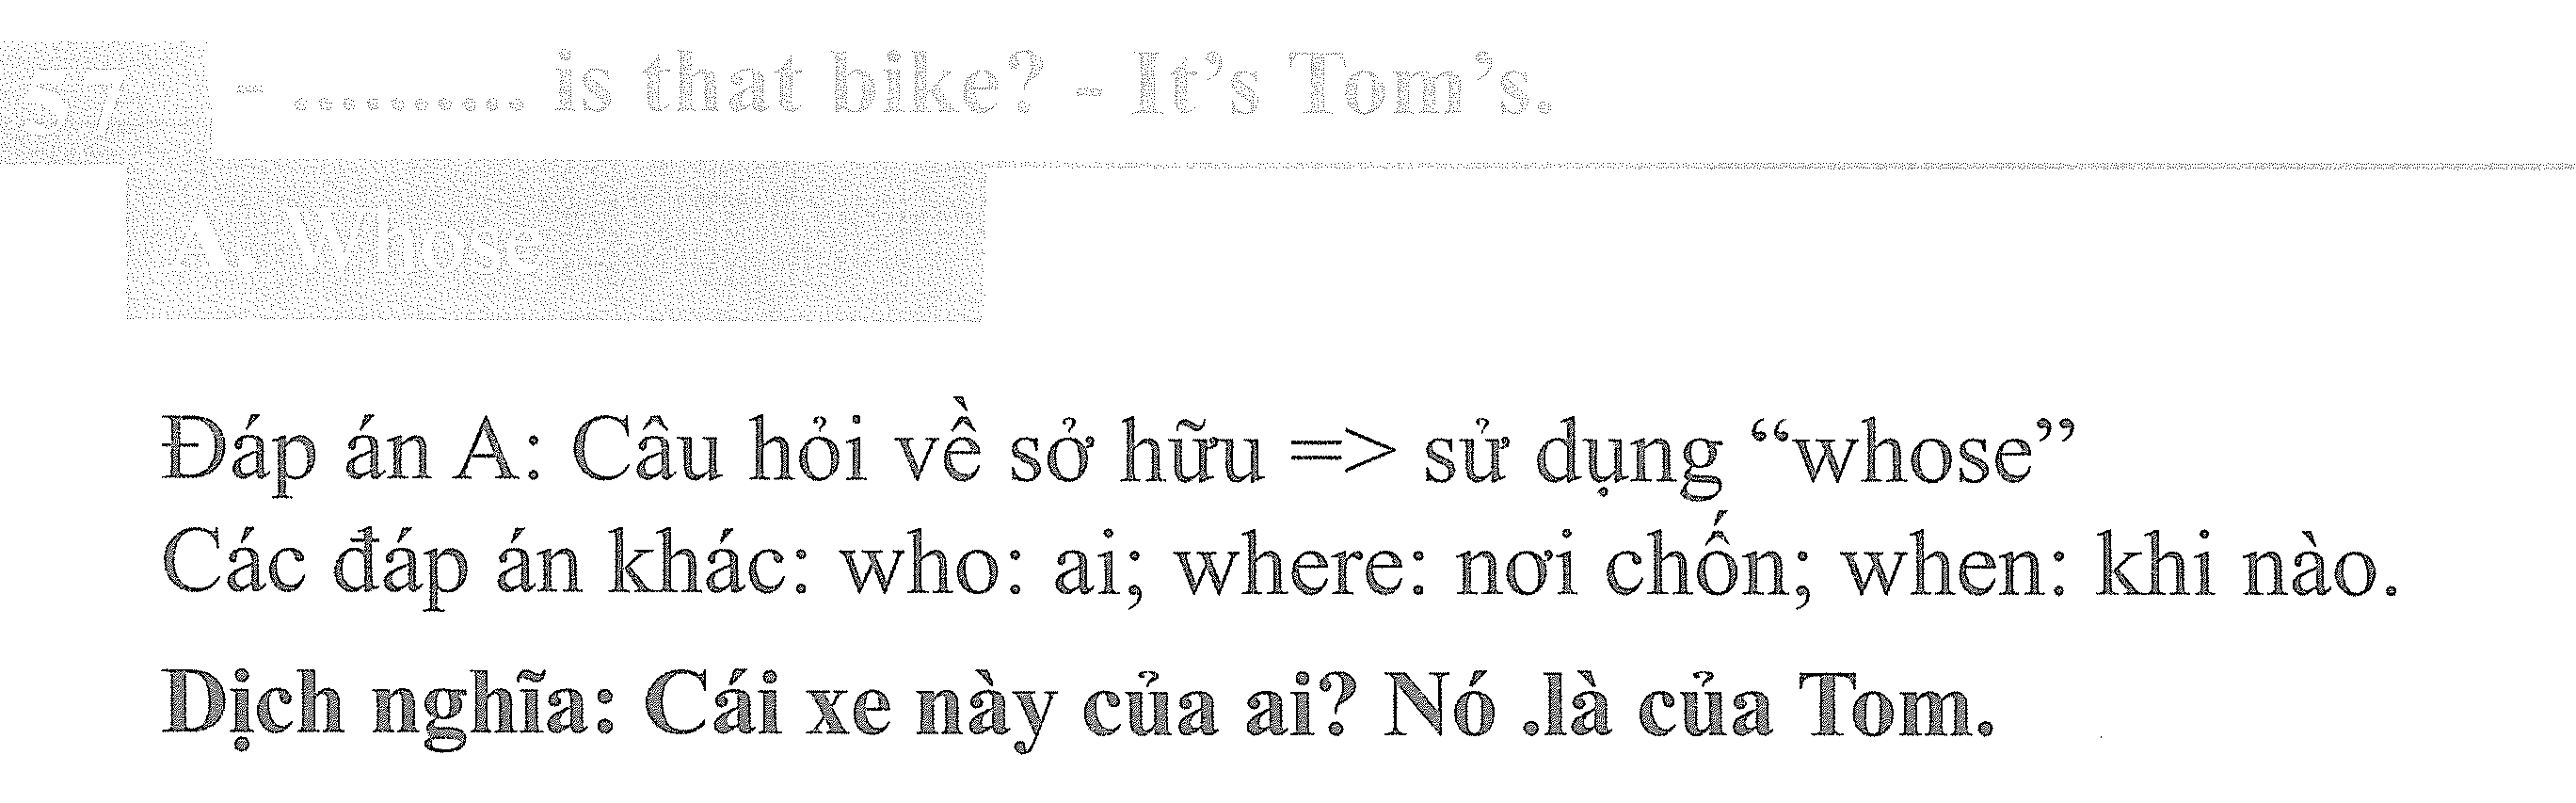 57 - .......... is that bike? - It's Tom's.
A. Whose
Đáp án A: Câu hỏi về sở hữu => sử dụng “whose”
Các đáp án khác: who: ai; where: nơi chốn; when: khi nào.
Dịch nghĩa: Cái xe này của ai? Nó .là của Tom.